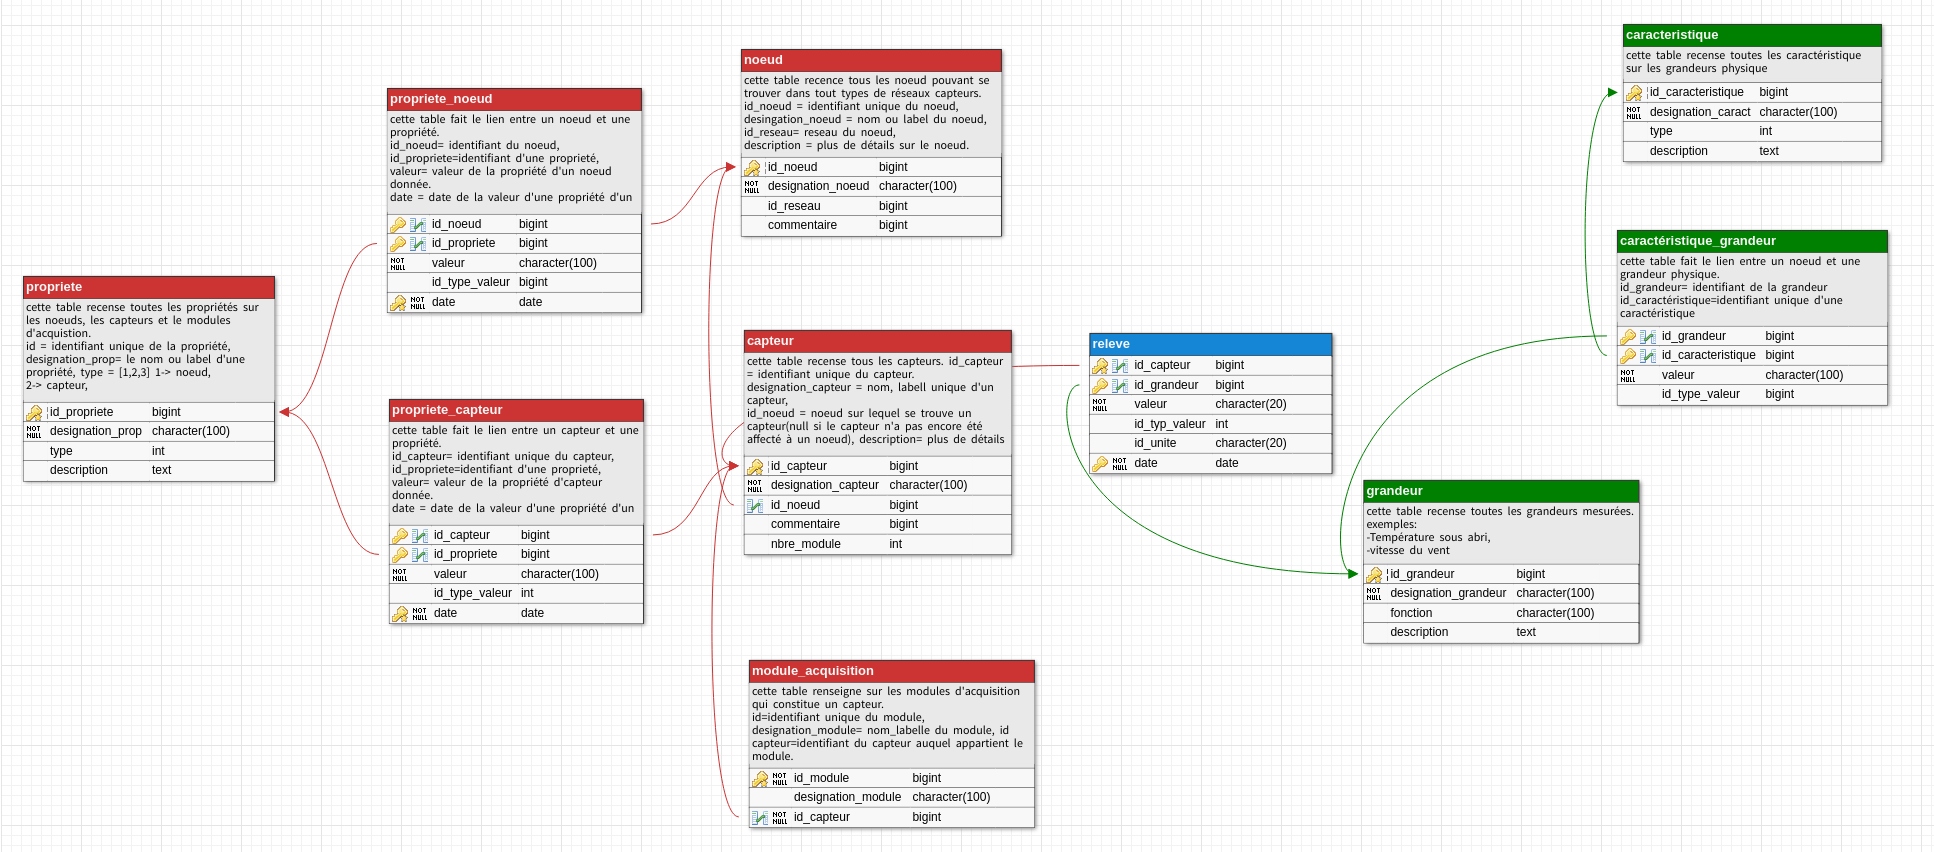 propriete
cette table recense toutes les propriétés sur
les noeuds, les capteurs et le modules
d'acquistion.
id = identifiant unique de la propriété,
designation_prop= le nom ou label d'une
propriété, type = [1,2,3] 1-> noeud,
2-> capteur,
id_propriete bigint
NOT NULL designation_prop character(100)
type int
description text
propriete_noeud
cette table fait le lien entre un noeud et une
propriété.
id_noeud= identifiant du noeud,
id_propriete=identifiant d'une proprieté,
valeur= valeur de la propriété d'un noeud
donnée.
date = date de la valeur d'une propriété d'un
id_noeud bigint
id_propriete bigint
NOT NULL valeur character(100)
id_type_valeur bigint
NOT NULL date date
propriete_capteur
cette table fait le lien entre un capteur et une
propriété.
id_capteur= identifiant unique du capteur,
id_propriete=identifiant d'une proprieté,
valeur= valeur de la propriété d'capteur
donnée.
date = date de la valeur d'une propriété d'un
id_capteur bigint
id_propriete bigint
NOT NULL valeur character(100)
id_type_valeur int
NOT NULL date date
noeud
cette table recence tous les noeud pouvant se
trouver dans tout types de réseaux capteurs.
id_noeud = identifiant unique du noeud,
desingation_noeud = nom ou label du noeud,
id_reseau= reseau du noeud,
description = plus de détails sur le noeud.
id_noeud bigint
NOT NULL designation_noeud character(100)
id_reseau bigint
commentaire bigint
capteur
cette table recense tous les capteurs. id_capteur
= identifiant unique du capteur.
designation_capteur = nom, labell unique d'un
capteur,
id_noeud = noeud sur lequel se trouve un
capteur(null si le capteur n'a pas encore été
affecté à un noeud), description= plus de détails
id_capteur bigint
NOT NULL designation_capteur character(100)
id_noeud bigint
commentaire bigint
nbre_module int
module_acquisition
cette table renseigne sur les modules d'acquisition
qui constitue un capteur.
id=identifiant unique du module,
designation_module= nom_labelle du module, id
capteur=identifiant du capteur auquel appartient le
module.
NOT NULL id_module bigint
designation_module character(100)
NOT NULL id_capteur bigint
releve
id_capteur bigint
id_grandeur bigint
NOT NULL valeur character(20)
id_typ_valeur int
id_unite character(20)
NOT NULL date date
grandeur
cette table recense toutes les grandeurs mesurées.
exemples:
-Température sous abri,
-vitesse du vent
id_grandeur bigint
NOT NULL designation_grandeur character(100)
fonction character(100)
description text
caracteristique
cette table recense toutes les caractéristique
sur les grandeurs physique
id_caracteristique bigint
NOT NULL designation_caract character(100)
type int
description text
caractéristique_grandeur
cette table fait le lien entre un noeud et une
grandeur physique.
id_grandeur= identifiant de la grandeur
id_caractéristique=identifiant unique d'une
caractéristique
id_grandeur bigint
id_caracteristique bigint
NOT NULL valeur character(100)
id_type_valeur bigint